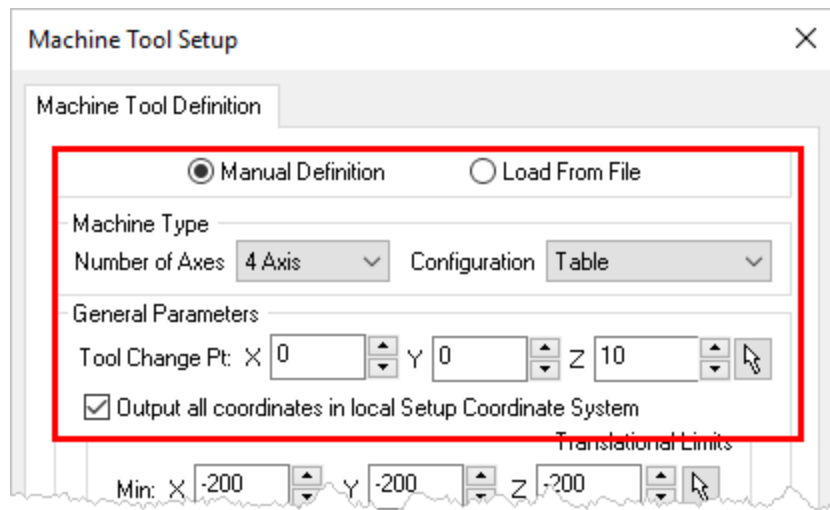 Machine Tool Setup
Machine Tool Definition
Manual Definition Load From File
Machine Type
Number of Axes 4 Axis Configuration Table
General Parameters
Tool Change Pt: X 0 Y 0 Z 10
Output all coordinates in local Setup Coordinate System
Translational Limits
Min: X -200 Y -200 Z -200